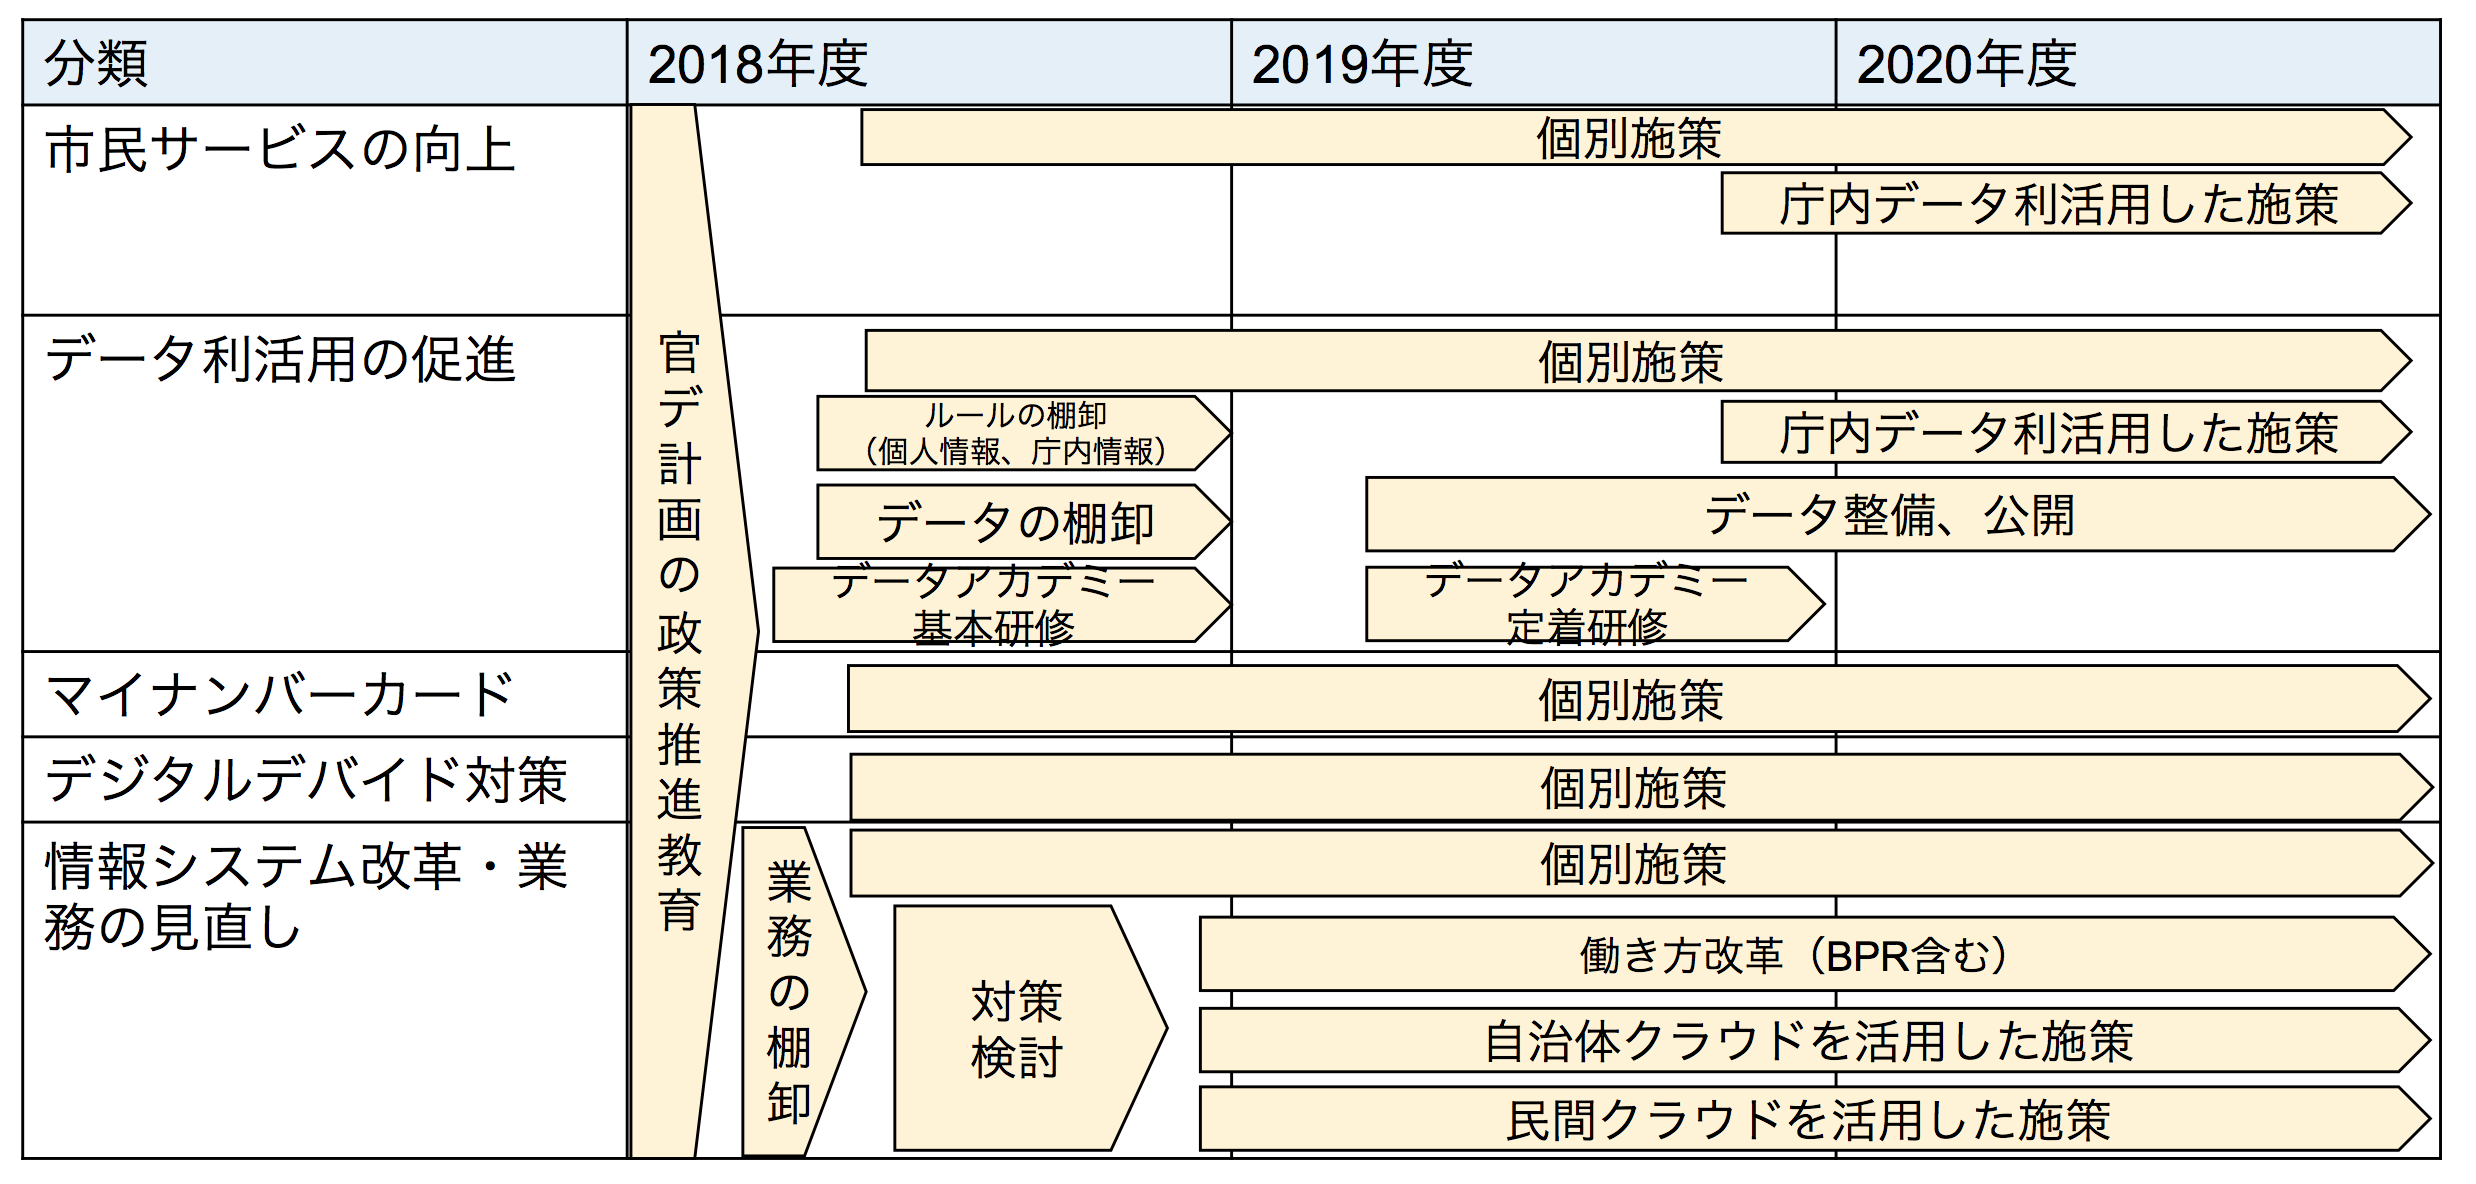 分類
2018年度
2019年度
2020年度
市民サービスの向上
個別施策
庁内データ利活用した施策
官デ計画の政策推進教育
データ利活用の促進
個別施策
ルールの棚卸
（個人情報、庁内情報）
庁内データ利活用した施策
データの棚卸
データ整備、公開
データアカデミー
基本研修
データアカデミー
定着研修
マイナンバーカード
個別施策
デジタルデバイド対策
個別施策
情報システム改革・業
務の見直し
業務の棚卸
個別施策
対策
検討
働き方改革（BPR含む）
自治体クラウドを活用した施策
民間クラウドを活用した施策